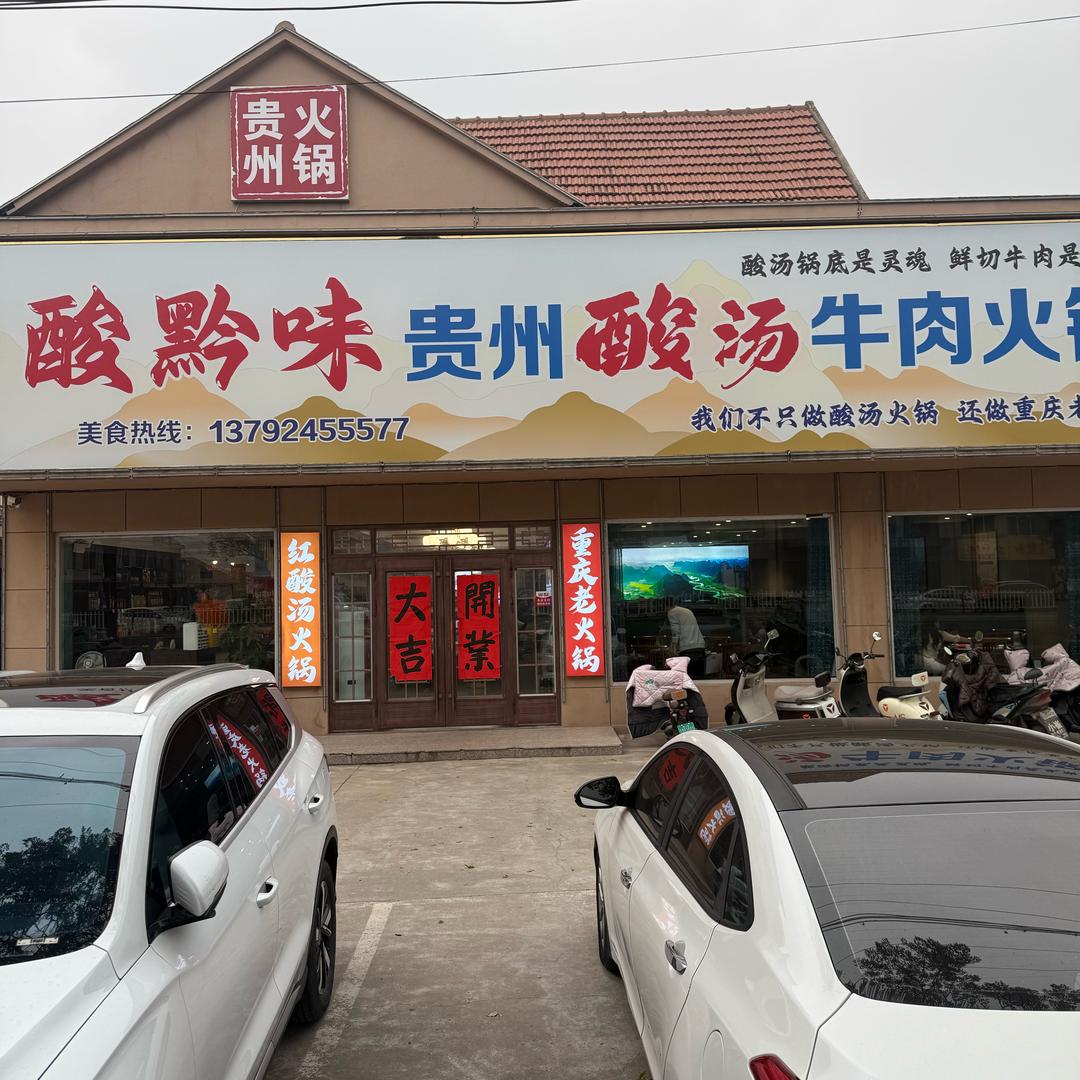 贵州
火锅
酸汤锅底是灵魂 鲜切牛肉是
酸黔味 贵州酸汤牛肉火锅
美食热线：13792455577
我们不只做酸汤火锅 还做重庆老
红酸汤火锅
開業
大吉
重庆老火锅